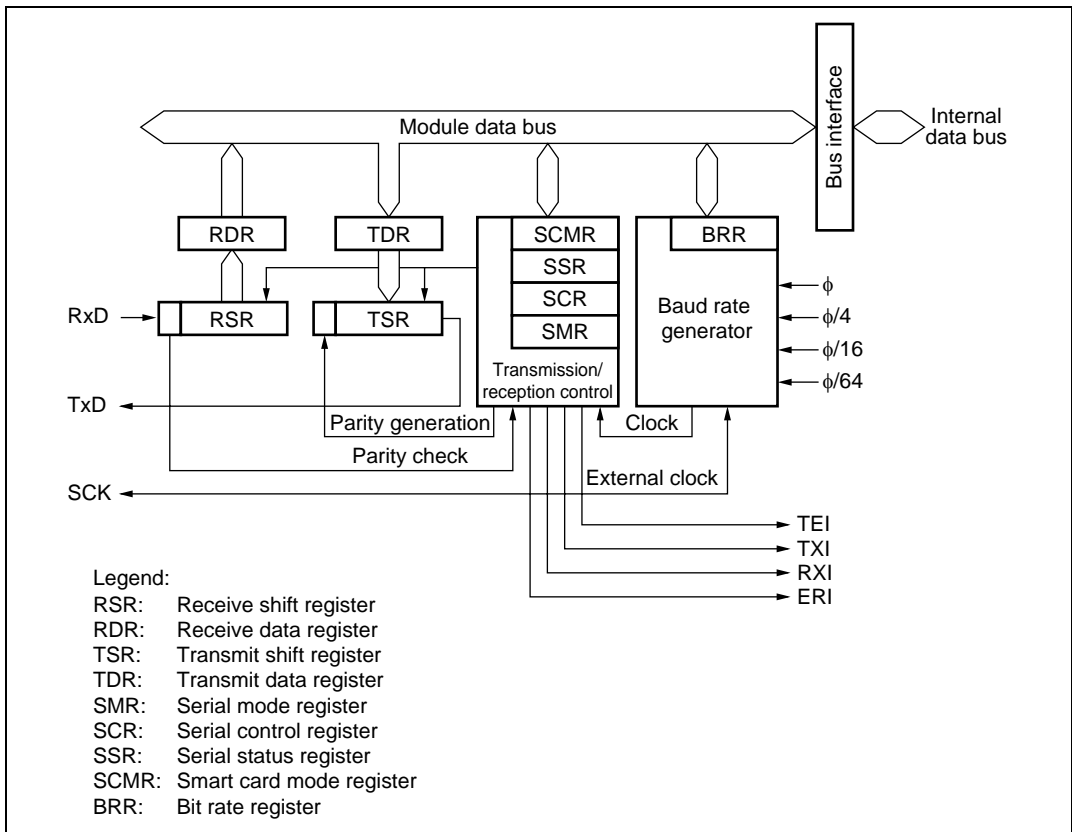 Bus interface
Module data bus
Internal
data bus
RDR
TDR
SCMR
BRR
SSR
SCR
SMR
RSR
TSR
Baud rate
generator
RxD
φ
φ/4
φ/16
φ/64
Transmission/
reception control
TxD
Parity generation
Clock
Parity check
External clock
SCK
TEI
TXI
RXI
ERI
Legend:
RSR: Receive shift register
RDR: Receive data register
TSR: Transmit shift register
TDR: Transmit data register
SMR: Serial mode register
SCR: Serial control register
SSR: Serial status register
SCMR: Smart card mode register
BRR: Bit rate register